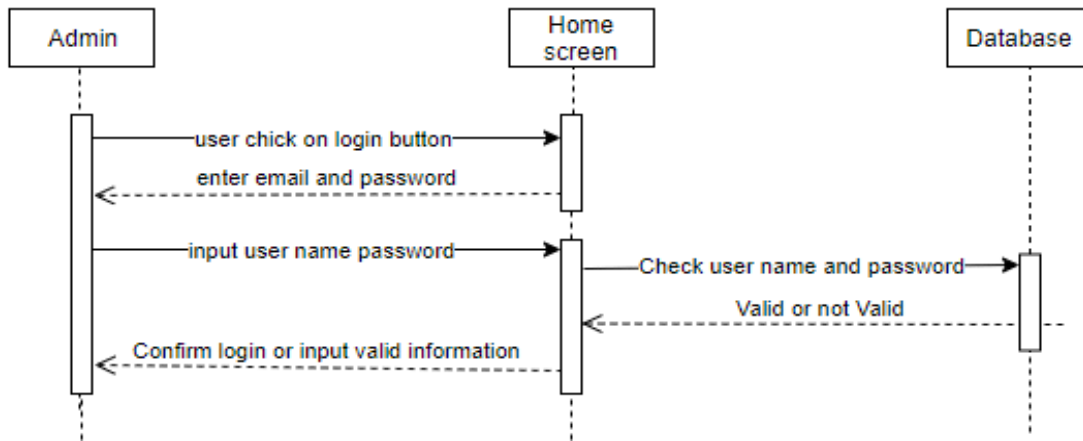 Admin
Home
screen
Database
user chick on login button
enter email and password
input user name password
Check user name and password
Valid or not Valid
Confirm login or input valid information